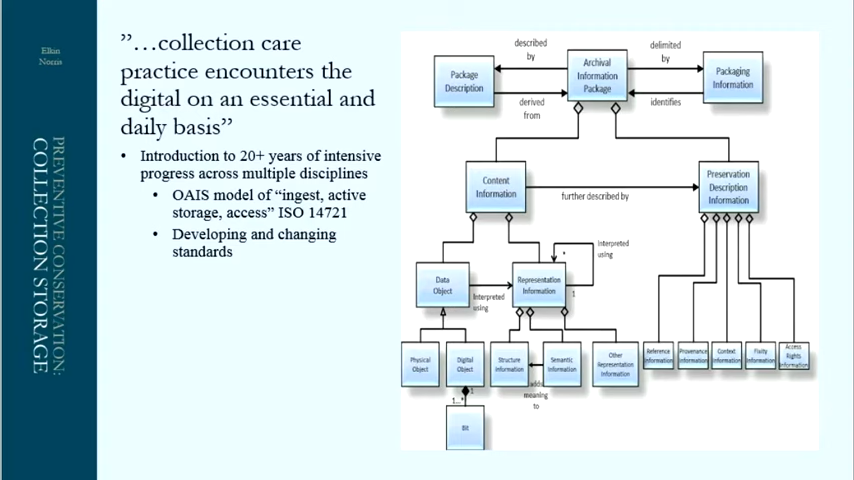 Elkin
Norris
PREVENTIVE CONSERVATION:
COLLECTION STORAGE
”…collection care
practice encounters the
digital on an essential and
daily basis”
• Introduction to 20+ years of intensive
progress across multiple disciplines
• OAIS model of “ingest, active
storage, access” ISO 14721
• Developing and changing
standards
described
by
delimited
by
Package
Description
Archival
Information
Package
Packaging
Information
derived
from
identifies
Content
Information
further described by
Preservation
Description
Information
Interpreted
using
Data
Object
Interpreted
using
Representation
Information
1
Physical
Object
Digital
Object
Structure
Information
Semantic
Information
Other
Representation
Information
Reference
Information
Provenance
Information
Context
Information
Fixity
Information
Access
Rights
Information
adds
meaning
to
1
1...*
Bit